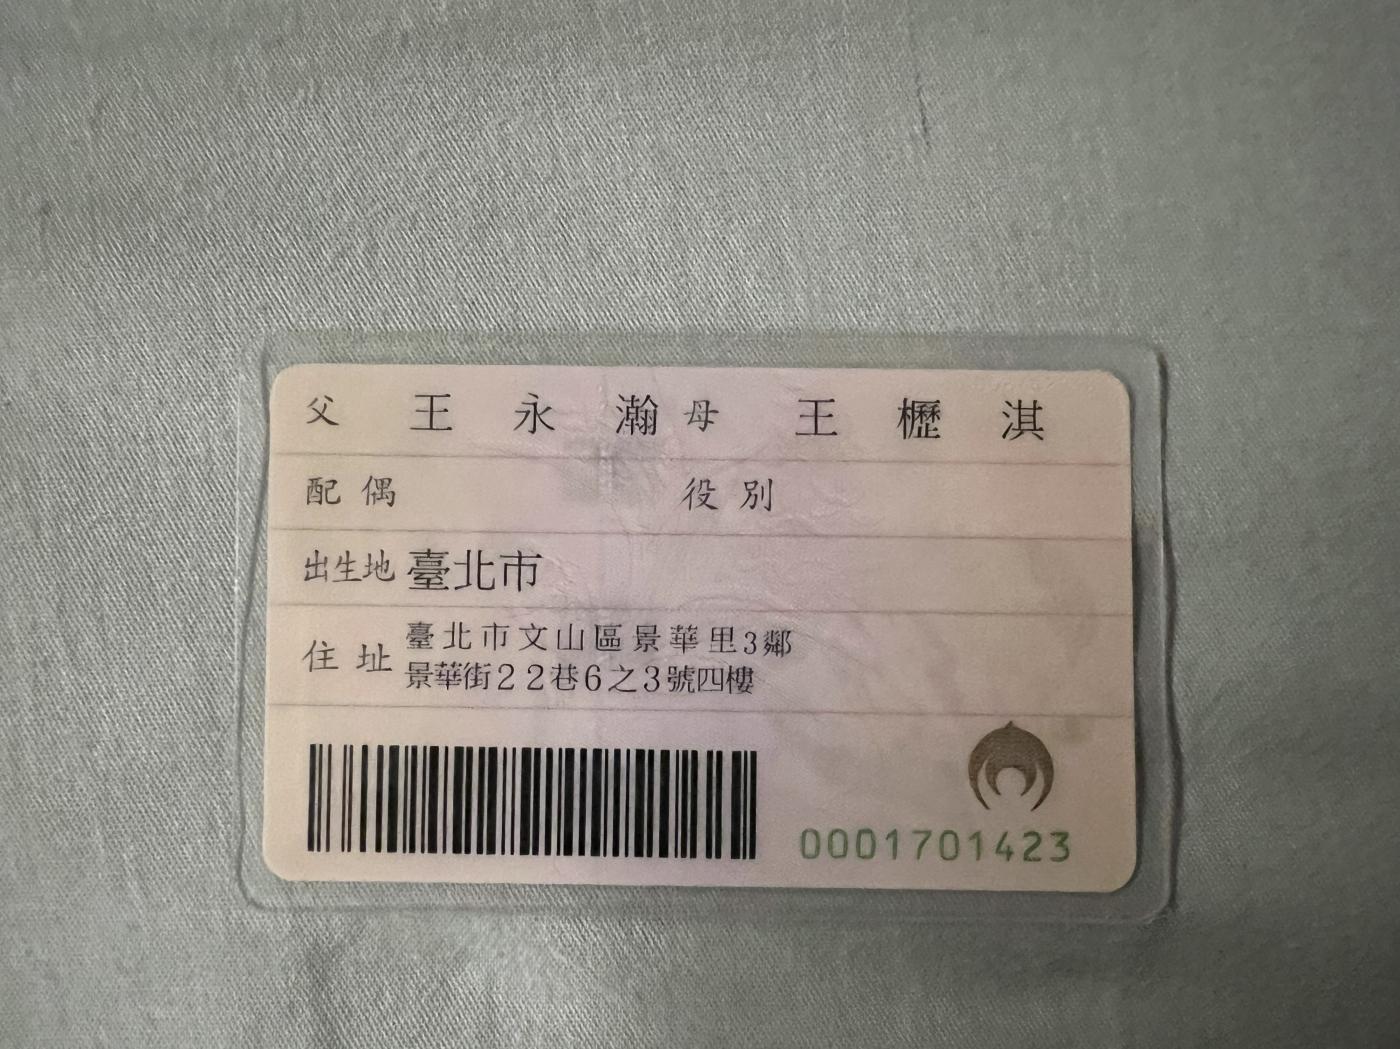 父 王永瀚 母 王櫪淇
配偶 役別
出生地 臺北市
住址 臺北市文山區景華里3鄰
景華街22巷6之3號四樓
0001701423